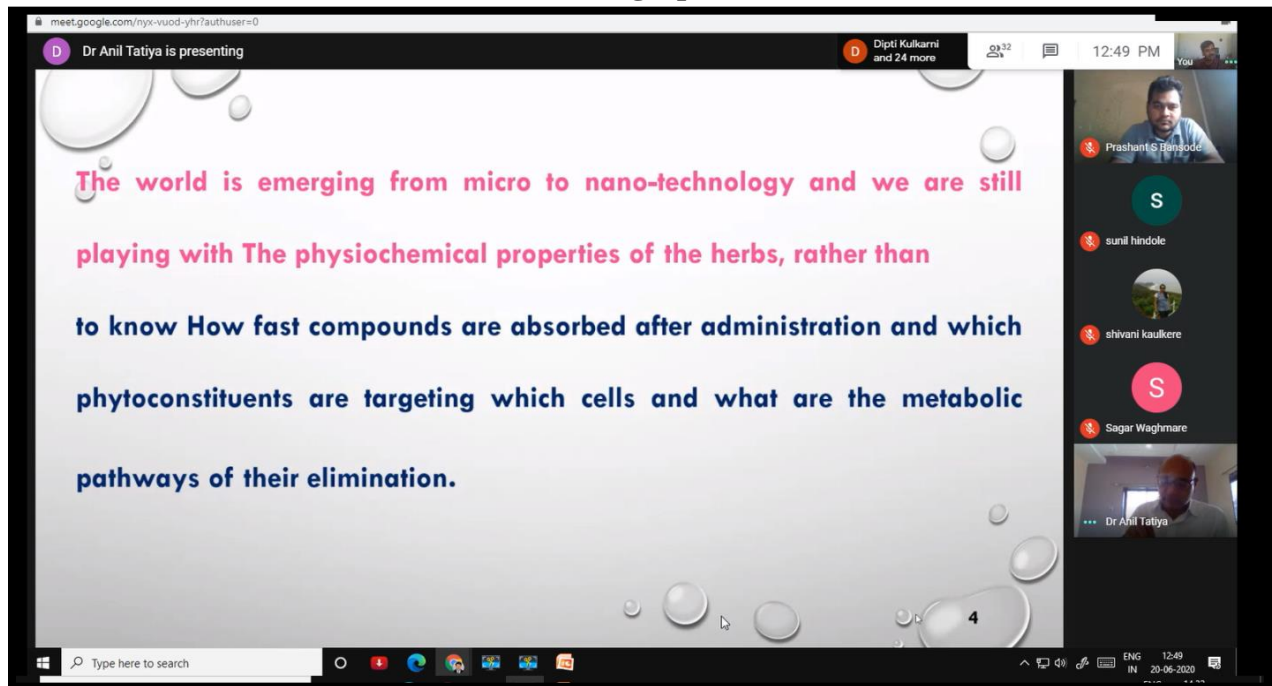 meet.google.com/nyx-vuod-yhr?authuser=0
D Dr Anil Tatiya is presenting
D Dipti Kulkarni
and 24 more
32
12:49 PM
You
The world is emerging from micro to nano-technology and we are still
playing with The physiochemical properties of the herbs, rather than
to know How fast compounds are absorbed after administration and which
phytoconstituents are targeting which cells and what are the metabolic
pathways of their elimination.
4
Prashant S Bansode
S
sunil hindole
shivani kaulkere
S
Sagar Waghmare
Dr Anil Tatiya
Type here to search
ENG 12:49
IN 20-06-2020